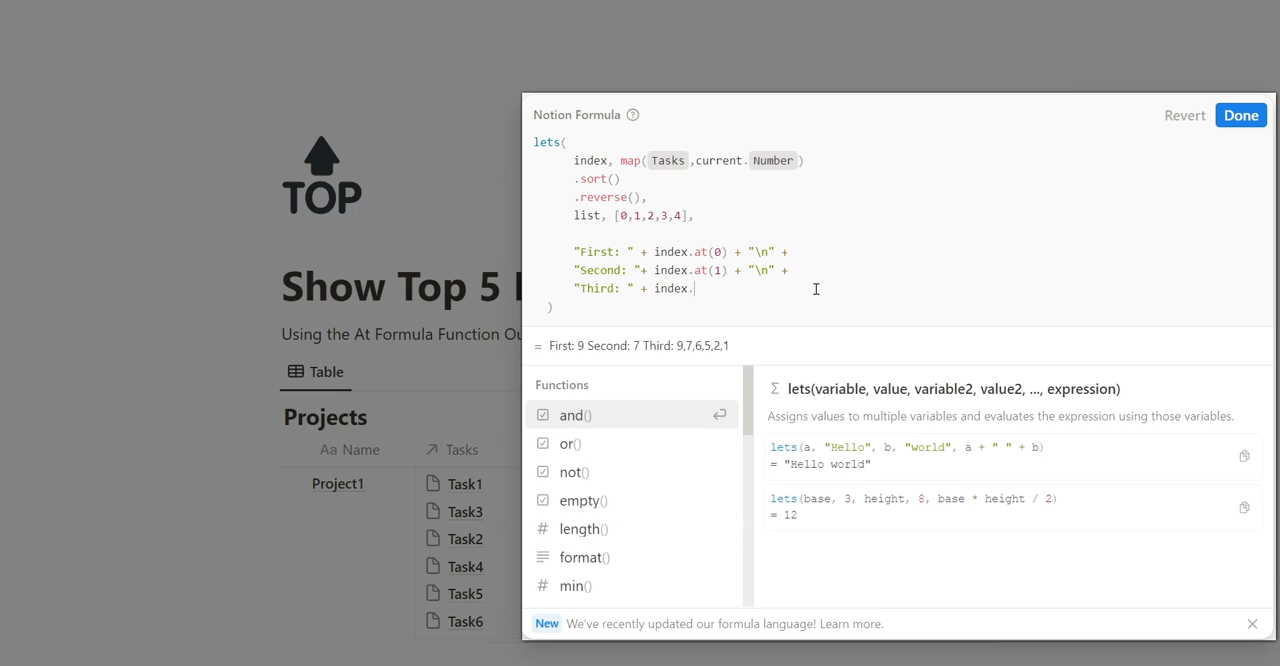 TOP
Show Top 5
Using the At Formula Function
Table
Projects
Aa Name
Tasks
Project1
Task1
Task3
Task2
Task4
Task5
Task6
Notion Formula ?
Revert
Done
lets(
index, map( Tasks ,current. Number )
.sort()
.reverse(),
list, [0,1,2,3,4],
"First: " + index.at(0) + "\n" +
"Second: "+ index.at(1) + "\n" +
"Third: " + index.
)
= First: 9 Second: 7 Third: 9,7,6,5,2,1
Functions
and()
or()
not()
empty()
# length()
format()
# min()
Σ lets(variable, value, variable2, value2, ..., expression)
Assigns values to multiple variables and evaluates the expression using those variables.
lets(a, "Hello", b, "world", a + " " + b)
= "Hello world"
lets(base, 3, height, 8, base * height / 2)
= 12
New We've recently updated our formula language! Learn more.